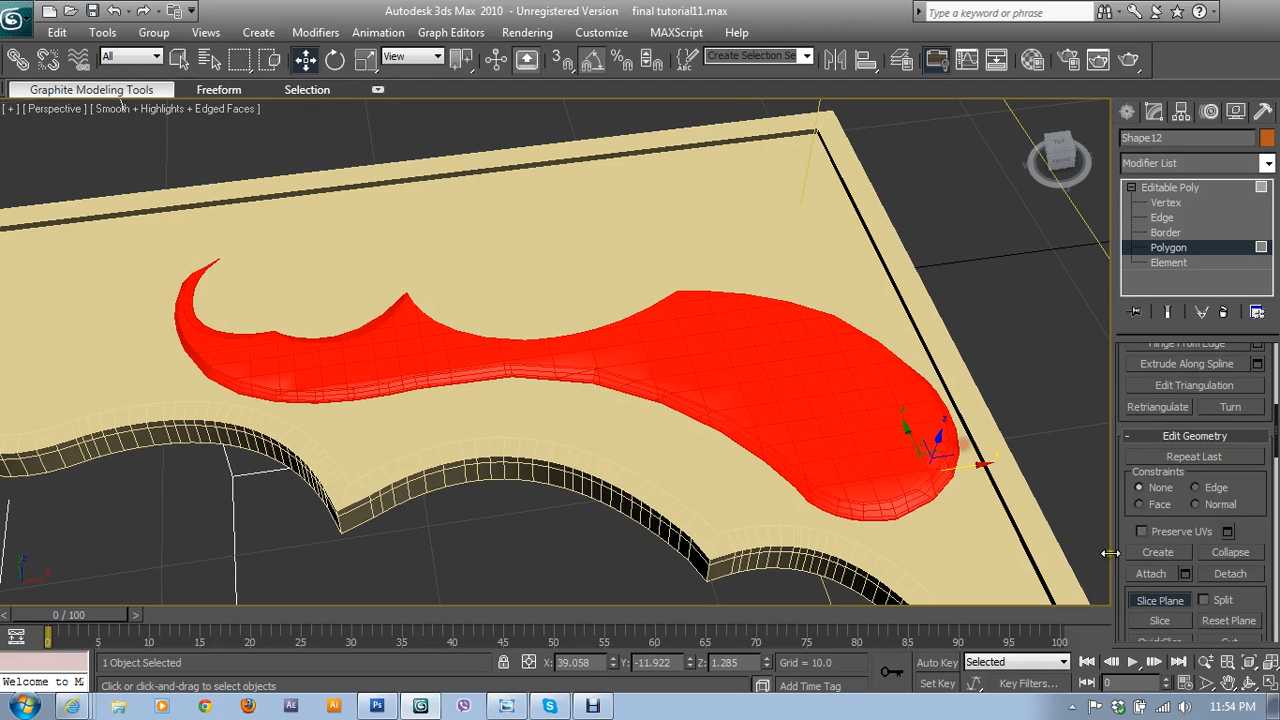 Autodesk 3ds Max 2010 - Unregistered Version final tutorial11.max
Type a keyword or phrase
Edit Tools Group Views Create Modifiers Animation Graph Editors Rendering Customize MAXScript Help
All View Create Selection Se
Graphite Modeling Tools Freeform Selection
[ + ] [ Perspective ] [ Smooth + Highlights + Edged Faces ]
Shape12
Modifier List
Editable Poly
Vertex
Edge
Border
Polygon
Element
Hinge From Edge
Extrude Along Spline
Edit Triangulation
Retriangulate Turn
Edit Geometry
Repeat Last
Constraints
None Edge
Face Normal
Preserve UVs
Create Collapse
Attach Detach
Slice Plane Split
Slice Reset Plane
TOP
FRONT
0 / 100
0 5 10 15 20 25 30 35 40 45 50 55 60 65 70 75 80 85 90 95 100
1 Object Selected X: 39.058 Y: -11.922 Z: 1.285 Grid = 10.0 Auto Key Selected
Welcome to M Click or click-and-drag to select objects Add Time Tag Set Key Key Filters... 0
11:54 PM